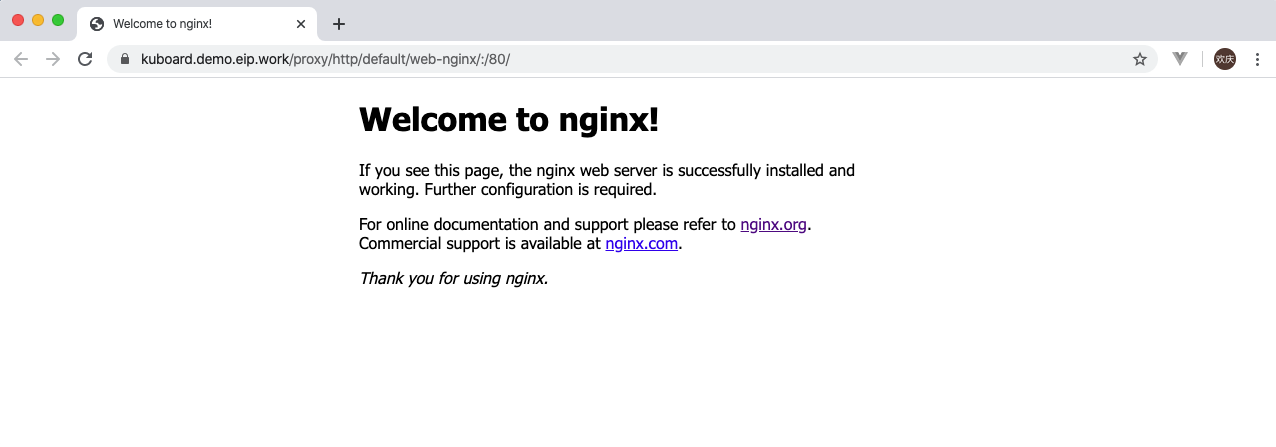 Welcome to nginx!
kuboard.demo.eip.work/proxy/http/default/web-nginx/:/80/
欢庆
Welcome to nginx!
If you see this page, the nginx web server is successfully installed and
working. Further configuration is required.
For online documentation and support please refer to nginx.org.
Commercial support is available at nginx.com.
Thank you for using nginx.